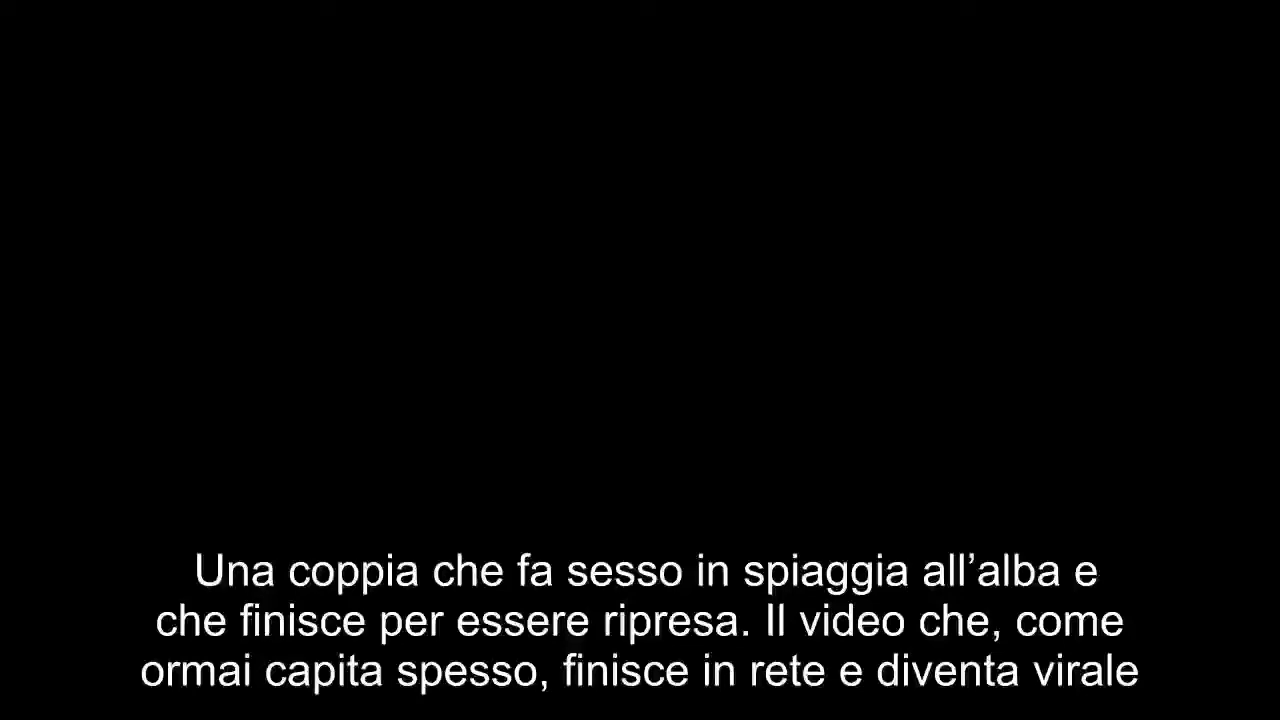 Una coppia che fa sesso in spiaggia all’alba e
che finisce per essere ripresa. Il video che, come
ormai capita spesso, finisce in rete e diventa virale